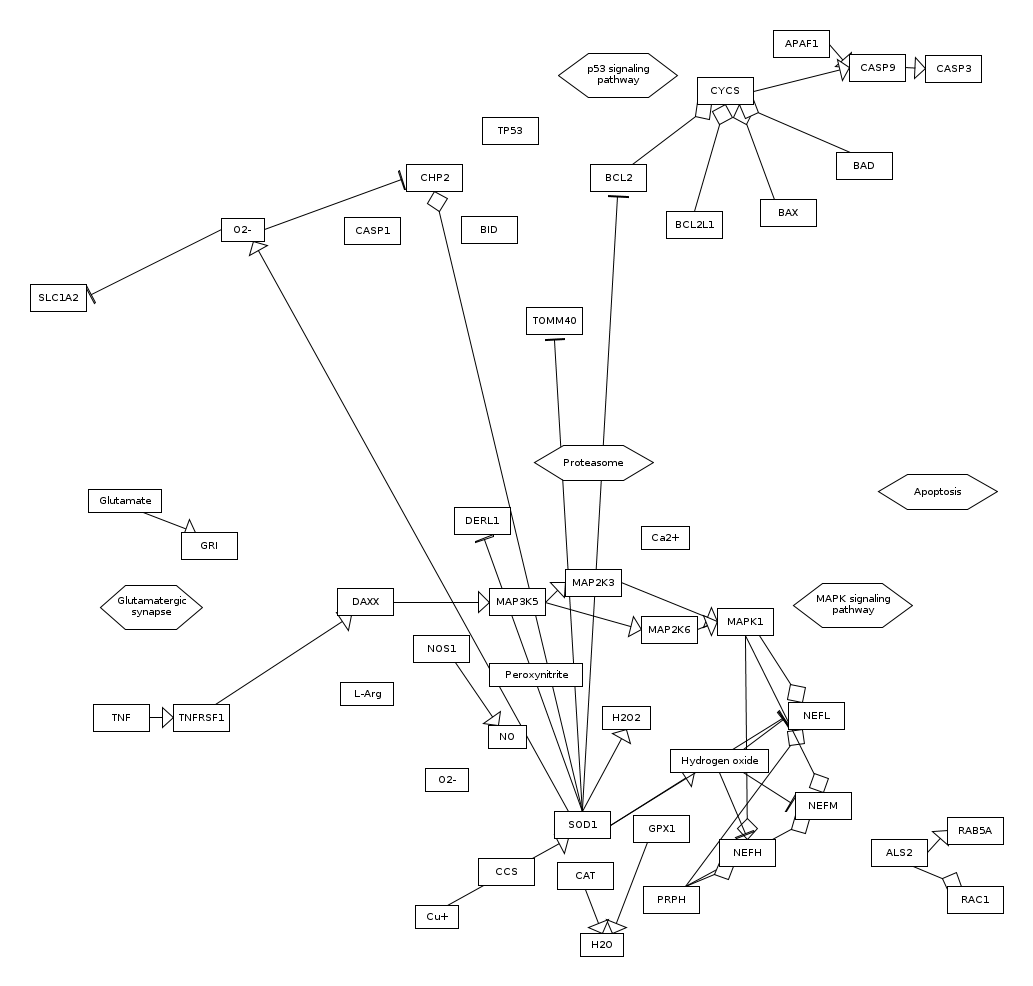 APAF1
CASP9
CASP3
p53 signaling
pathway
CYCS
TP53
BAD
CHP2
BCL2
BAX
BCL2L1
O2-
CASP1
BID
SLC1A2
TOMM40
Proteasome
Apoptosis
Glutamate
DERL1
Ca2+
GRI
MAP2K3
Glutamatergic
synapse
DAXX
MAP3K5
MAPK signaling
pathway
MAPK1
MAP2K6
NOS1
Peroxynitrite
L-Arg
TNF
TNFRSF1
H2O2
NEFL
NO
Hydrogen oxide
O2-
NEFM
SOD1
GPX1
RAB5A
NEFH
ALS2
CCS
CAT
PRPH
RAC1
Cu+
H2O